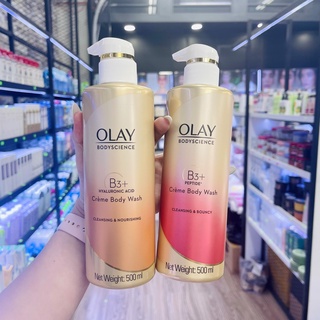 OLAY
BODYSCIENCE
B3+
HYALURONIC ACID
Crème Body Wash
CLEANSING & NOURISHING
Net Weight: 500 ml
OLAY
BODYSCIENCE
B3+
PEPTIDE
Crème Body Wash
CLEANSING & BOUNCY
Net Weight: 500 ml